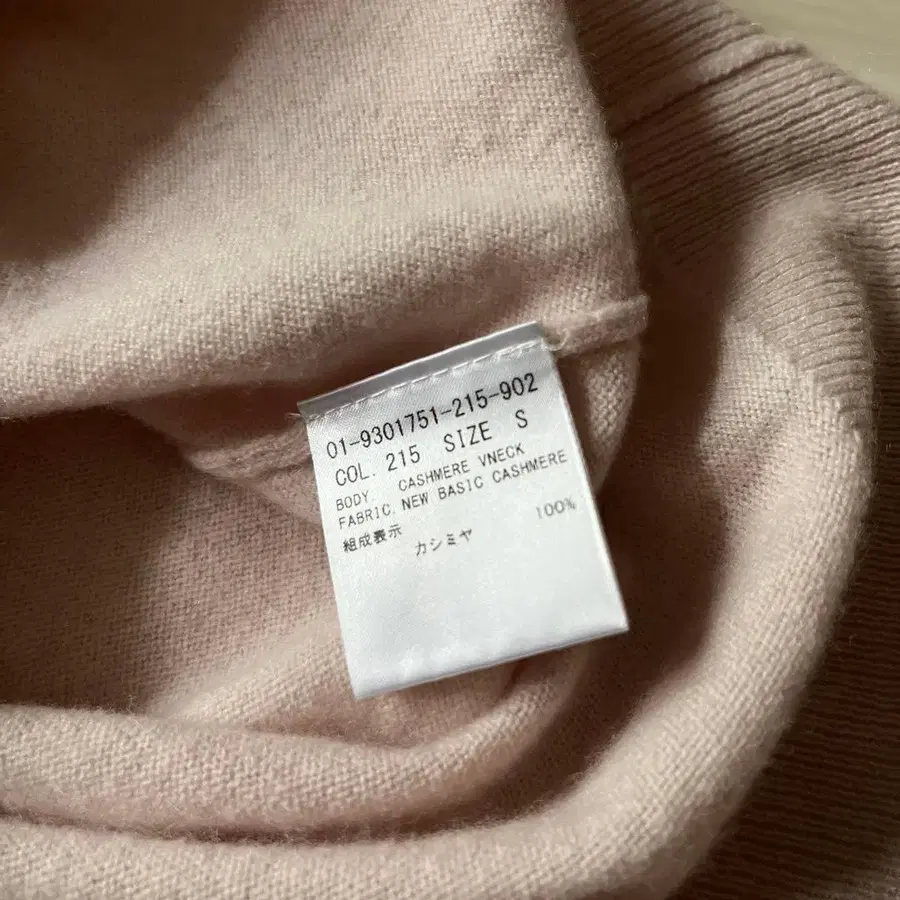 01-9301751-215-902
COL. 215 SIZE S
BODY. CASHMERE VNECK
FABRIC. NEW BASIC CASHMERE
組成表示
カシミヤ 100%